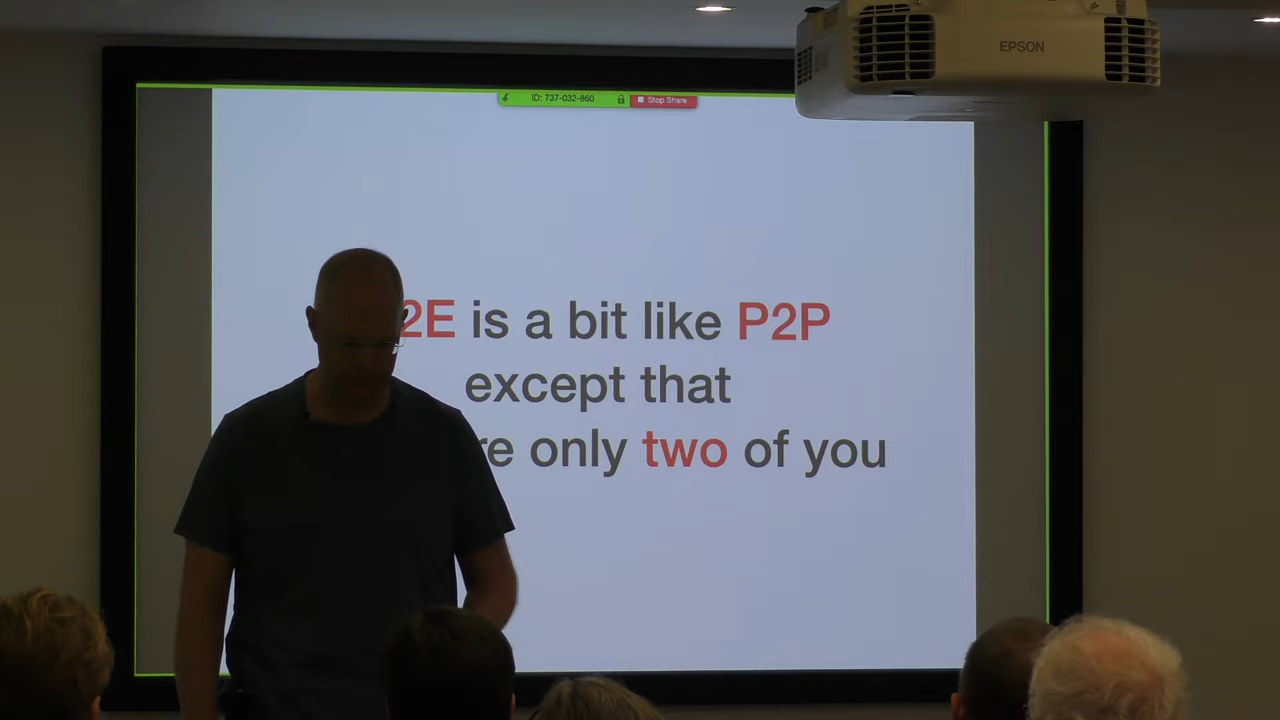 EPSON
ID: 737-032-860
Stop Share
2E is a bit like P2P
except that
re only two of you